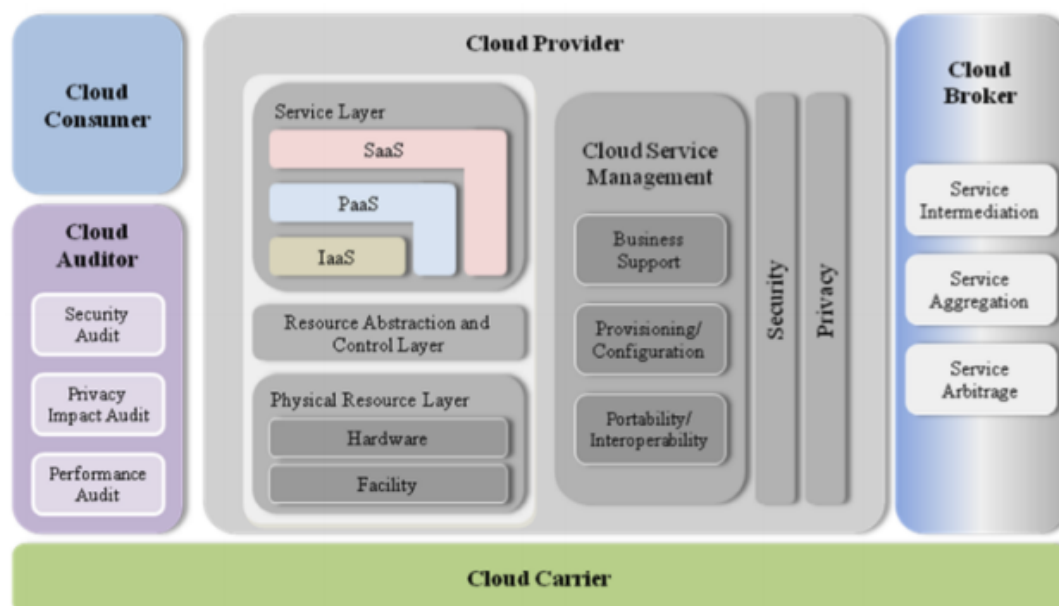 Cloud
Consumer
Cloud
Auditor
Security
Audit
Privacy
Impact Audit
Performance
Audit
Cloud Provider
Service Layer
SaaS
PaaS
IaaS
Resource Abstraction and
Control Layer
Physical Resource Layer
Hardware
Facility
Cloud Service
Management
Business
Support
Provisioning/
Configuration
Portability/
Interoperability
Security
Privacy
Cloud
Broker
Service
Intermediation
Service
Aggregation
Service
Arbitrage
Cloud Carrier